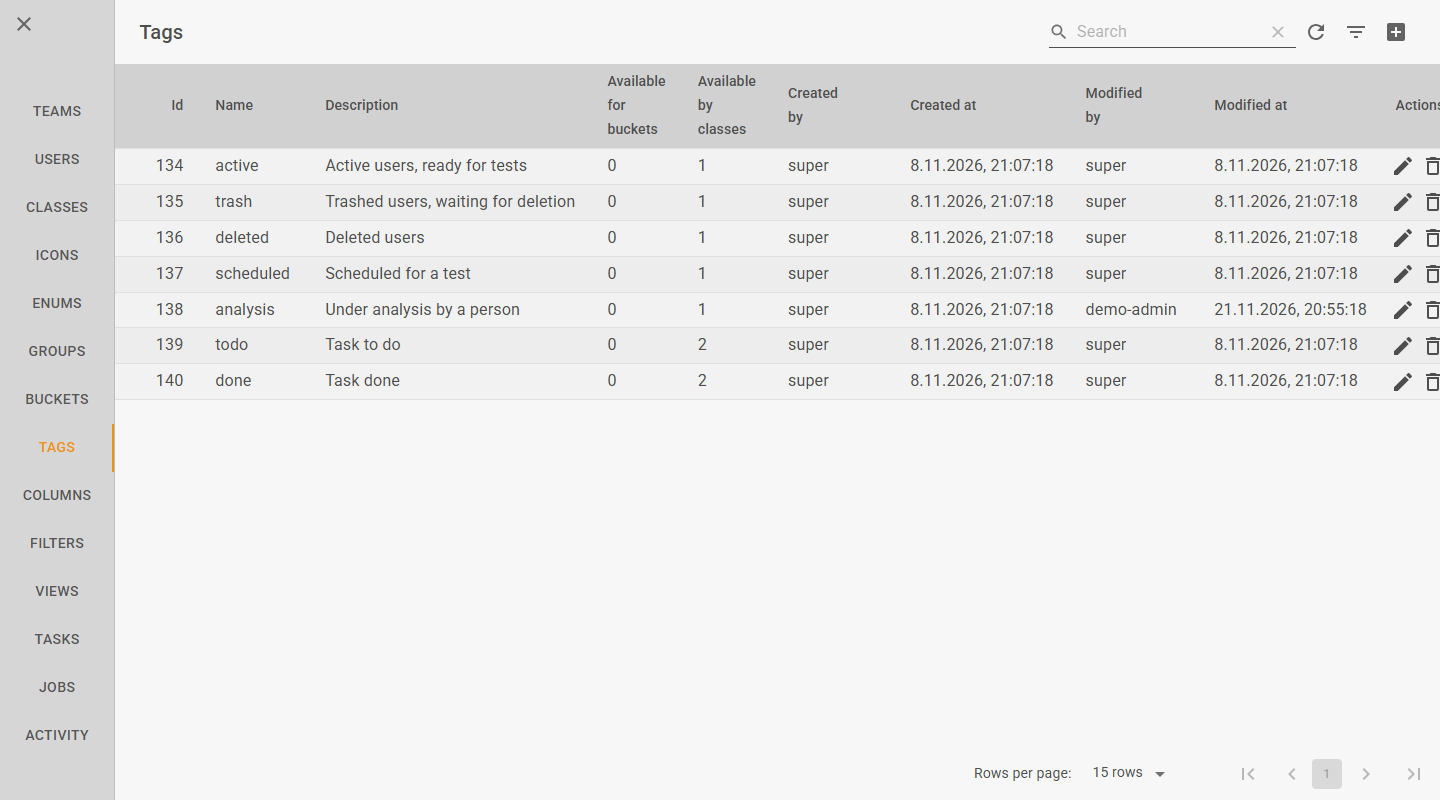 TEAMS
USERS
CLASSES
ICONS
ENUMS
GROUPS
BUCKETS
TAGS
COLUMNS
FILTERS
VIEWS
TASKS
JOBS
ACTIVITY
Tags
Search
Id Name Description Available for buckets Available by classes Created by Created at Modified by Modified at Actions
134 active Active users, ready for tests 0 1 super 8.11.2026, 21:07:18 super 8.11.2026, 21:07:18
135 trash Trashed users, waiting for deletion 0 1 super 8.11.2026, 21:07:18 super 8.11.2026, 21:07:18
136 deleted Deleted users 0 1 super 8.11.2026, 21:07:18 super 8.11.2026, 21:07:18
137 scheduled Scheduled for a test 0 1 super 8.11.2026, 21:07:18 super 8.11.2026, 21:07:18
138 analysis Under analysis by a person 0 1 super 8.11.2026, 21:07:18 demo-admin 21.11.2026, 20:55:18
139 todo Task to do 0 2 super 8.11.2026, 21:07:18 super 8.11.2026, 21:07:18
140 done Task done 0 2 super 8.11.2026, 21:07:18 super 8.11.2026, 21:07:18
Rows per page: 15 rows 1